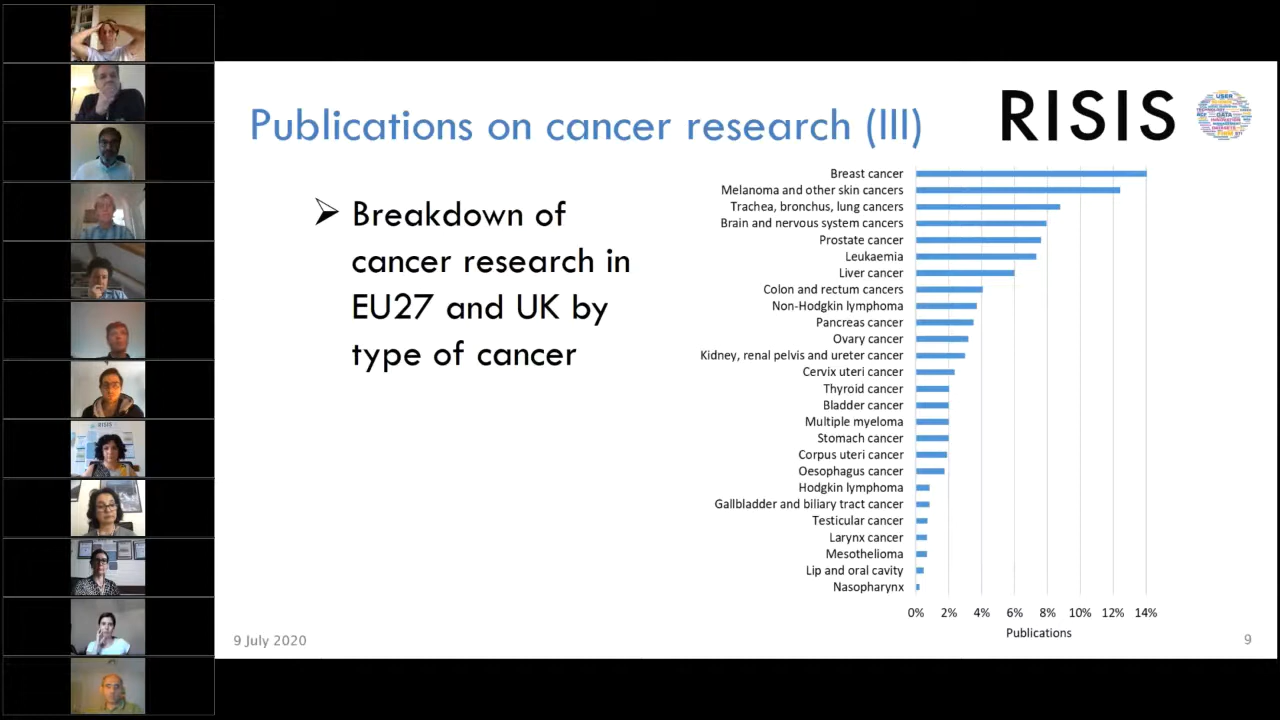 Publications on cancer research (III)
RISIS
USER
DATA
INNOVATION
DATASETS
Breakdown of
cancer research in
EU27 and UK by
type of cancer
Breast cancer
Melanoma and other skin cancers
Trachea, bronchus, lung cancers
Brain and nervous system cancers
Prostate cancer
Leukaemia
Liver cancer
Colon and rectum cancers
Non-Hodgkin lymphoma
Pancreas cancer
Ovary cancer
Kidney, renal pelvis and ureter cancer
Cervix uteri cancer
Thyroid cancer
Bladder cancer
Multiple myeloma
Stomach cancer
Corpus uteri cancer
Oesophagus cancer
Hodgkin lymphoma
Gallbladder and biliary tract cancer
Testicular cancer
Larynx cancer
Mesothelioma
Lip and oral cavity
Nasopharynx
0% 2% 4% 6% 8% 10% 12% 14%
Publications
9 July 2020
9
RISIS